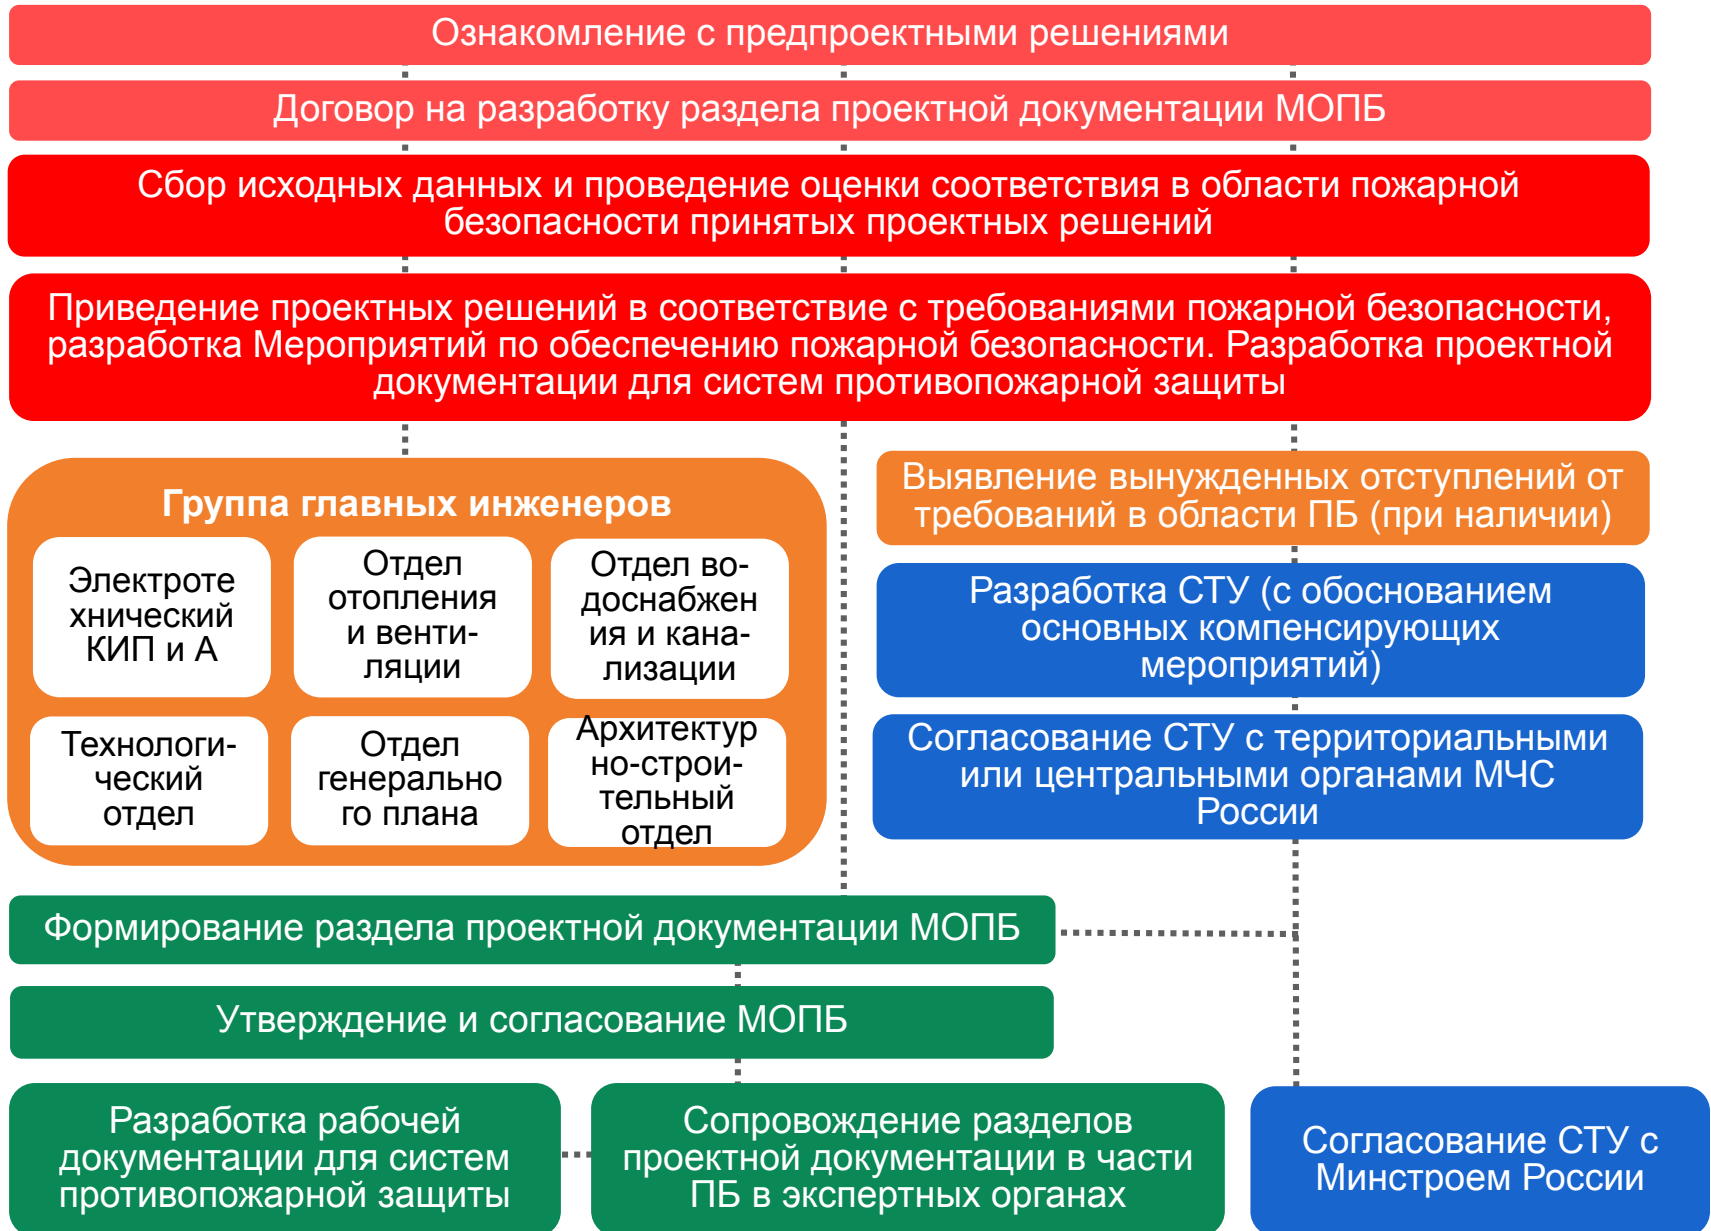 Ознакомление с предпроектными решениями
Договор на разработку раздела проектной документации МОПБ
Сбор исходных данных и проведение оценки соответствия в области пожарной
безопасности принятых проектных решений
Приведение проектных решений в соответствие с требованиями пожарной безопасности,
разработка Мероприятий по обеспечению пожарной безопасности. Разработка проектной
документации для систем противопожарной защиты
Группа главных инженеров
Электроте
хнический
КИП и А
Отдел
отопления
и венти-
ляции
Отдел во-
доснабжен
ия и кана-
лизации
Технологи-
ческий
отдел
Отдел
генерально
го плана
Архитектур
но-строи-
тельный
отдел
Выявление вынужденных отступлений от
требований в области ПБ (при наличии)
Разработка СТУ (с обоснованием
основных компенсирующих
мероприятий)
Согласование СТУ с территориальными
или центральными органами МЧС
России
Формирование раздела проектной документации МОПБ
Утверждение и согласование МОПБ
Разработка рабочей
документации для систем
противопожарной защиты
Сопровождение разделов
проектной документации в части
ПБ в экспертных органах
Согласование СТУ с
Минстроем России